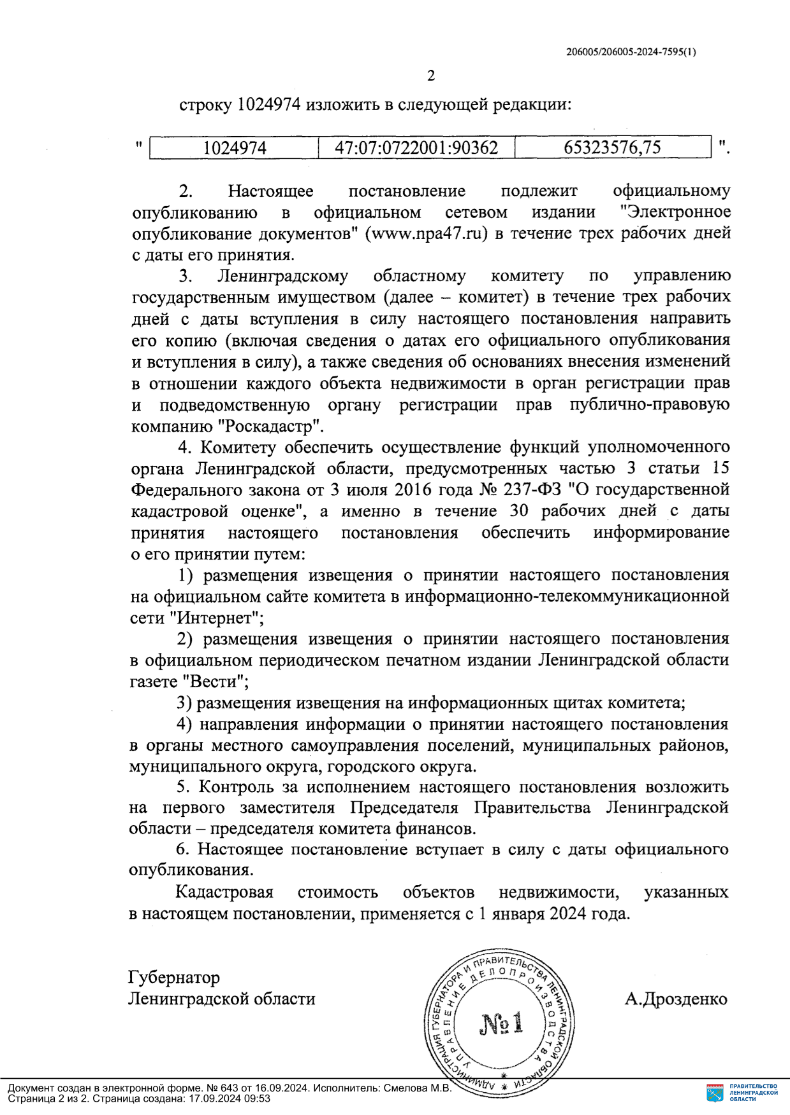 206005/206005-2024-7595(1)
2
строку 1024974 изложить в следующей редакции:
" 1024974 47:07:0722001:90362 65323576,75 ".
2. Настоящее постановление подлежит официальному
опубликованию в официальном сетевом издании "Электронное
опубликование документов" (www.npa47.ru) в течение трех рабочих дней
с даты его принятия.
3. Ленинградскому областному комитету по управлению
государственным имуществом (далее – комитет) в течение трех рабочих
дней с даты вступления в силу настоящего постановления направить
его копию (включая сведения о датах его официального опубликования
и вступления в силу), а также сведения об основаниях внесения изменений
в отношении каждого объекта недвижимости в орган регистрации прав
и подведомственную органу регистрации прав публично-правовую
компанию "Роскадастр".
4. Комитету обеспечить осуществление функций уполномоченного
органа Ленинградской области, предусмотренных частью 3 статьи 15
Федерального закона от 3 июля 2016 года № 237-ФЗ "О государственной
кадастровой оценке", а именно в течение 30 рабочих дней с даты
принятия настоящего постановления обеспечить информирование
о его принятии путем:
1) размещения извещения о принятии настоящего постановления
на официальном сайте комитета в информационно-телекоммуникационной
сети "Интернет";
2) размещения извещения о принятии настоящего постановления
в официальном периодическом печатном издании Ленинградской области
газете "Вести";
3) размещения извещения на информационных щитах комитета;
4) направления информации о принятии настоящего постановления
в органы местного самоуправления поселений, муниципальных районов,
муниципального округа, городского округа.
5. Контроль за исполнением настоящего постановления возложить
на первого заместителя Председателя Правительства Ленинградской
области – председателя комитета финансов.
6. Настоящее постановление вступает в силу с даты официального
опубликования.
Кадастровая стоимость объектов недвижимости, указанных
в настоящем постановлении, применяется с 1 января 2024 года.
Губернатор
Ленинградской области
А.Дрозденко
АДМИНИСТРАЦИЯ ГУБЕРНАТОРА И ПРАВИТЕЛЬСТВА ЛЕНИНГРАДСКОЙ ОБЛАСТИ
УПРАВЛЕНИЕ ДЕЛОПРОИЗВОДСТВА
№1
Документ создан в электронной форме. № 643 от 16.09.2024. Исполнитель: Смелова М.В.
Страница 2 из 2. Страница создана: 17.09.2024 09:53
ПРАВИТЕЛЬСТВО
ЛЕНИНГРАДСКОЙ
ОБЛАСТИ